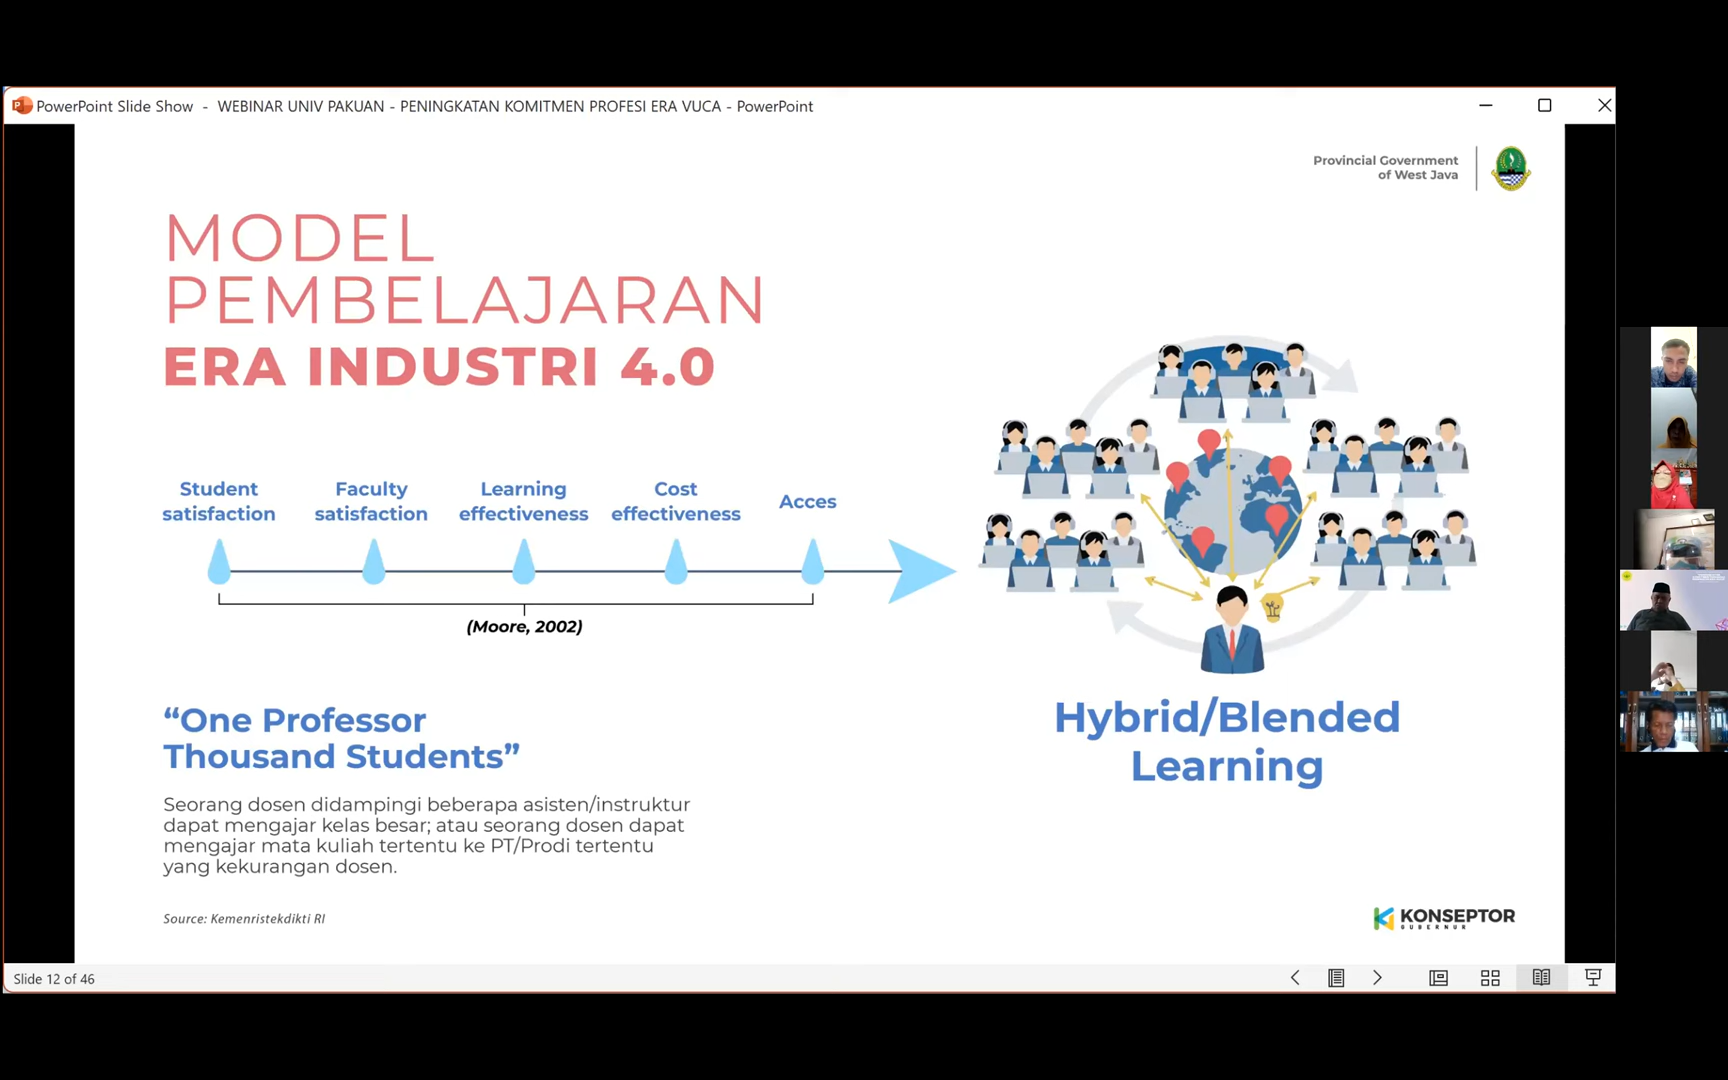 PowerPoint Slide Show - WEBINAR UNIV PAKUAN - PENINGKATAN KOMITMEN PROFESI ERA VUCA - PowerPoint
Provincial Government
of West Java
MODEL
PEMBELAJARAN
ERA INDUSTRI 4.0
Student
satisfaction
Faculty
satisfaction
Learning
effectiveness
Cost
effectiveness
Acces
(Moore, 2002)
“One Professor
Thousand Students”
Seorang dosen didampingi beberapa asisten/instruktur
dapat mengajar kelas besar; atau seorang dosen dapat
mengajar mata kuliah tertentu ke PT/Prodi tertentu
yang kekurangan dosen.
Source: Kemenristekdikti RI
Hybrid/Blended
Learning
KONSEPTOR
GUBERNUR
Slide 12 of 46